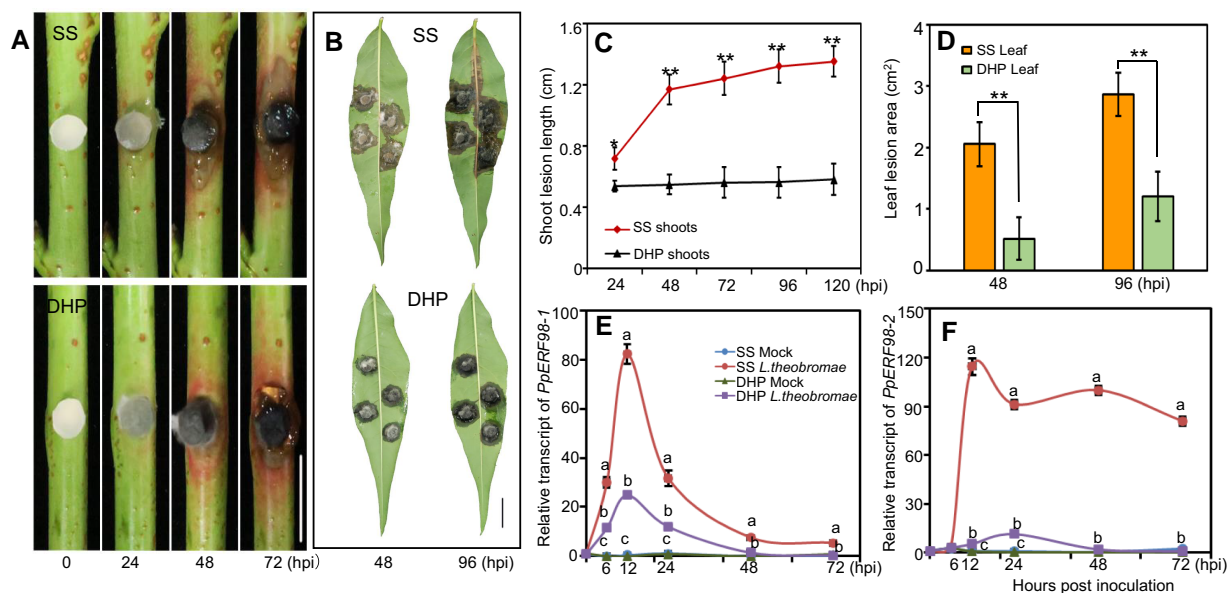 A
SS
DHP
0 24 48 72 (hpi)
B
SS
DHP
48 96 (hpi)
C
Shoot lesion length (cm)
1.6
1.2
0.8
0.4
0
*
**
**
**
**
SS shoots
DHP shoots
24 48 72 96 120 (hpi)
D
Leaf lesion area (cm²)
4
3
2
1
0
SS Leaf
DHP Leaf
**
**
48 96 (hpi)
E
Relative transcript of PpERF98-1
100
80
60
40
20
0
SS Mock
SS L.theobromae
DHP Mock
DHP L.theobromae
a
a
a
a
a
b
b
b
b
b
c
c
c
6 12 24 48 72 (hpi)
F
Relative transcript of PpERF98-2
150
120
90
60
30
0
a
a
a
a
b
b
b
b
c
c
6 12 24 48 72 (hpi)
Hours post inoculation